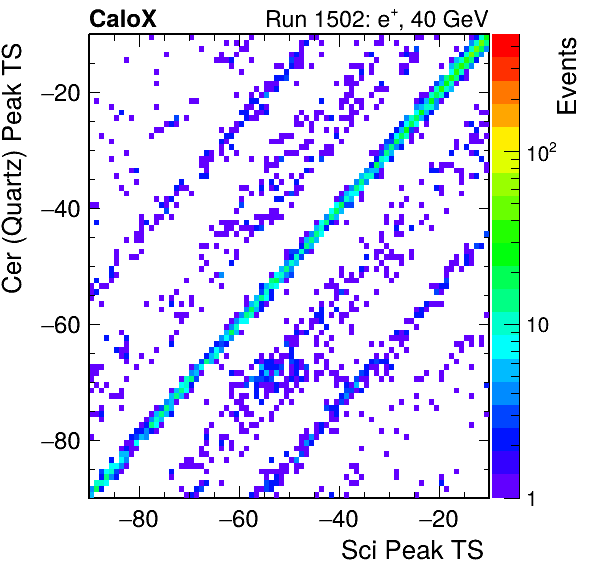 CaloX Run 1502: e⁺, 40 GeV
Cer (Quartz) Peak TS
−20
−40
−60
−80
−80 −60 −40 −20
Sci Peak TS
Events
10²
10
1